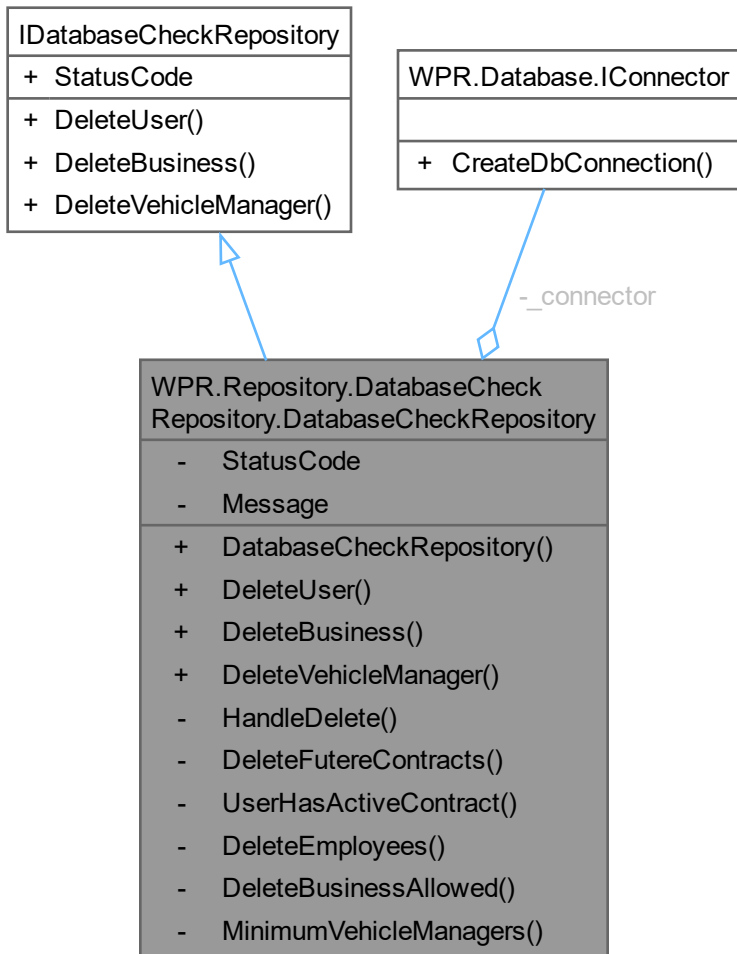 IDatabaseCheckRepository
+ StatusCode
+ DeleteUser()
+ DeleteBusiness()
+ DeleteVehicleManager()
WPR.Database.IConnector
+ CreateDbConnection()
-_connector
WPR.Repository.DatabaseCheck
Repository.DatabaseCheckRepository
- StatusCode
- Message
+ DatabaseCheckRepository()
+ DeleteUser()
+ DeleteBusiness()
+ DeleteVehicleManager()
- HandleDelete()
- DeleteFutereContracts()
- UserHasActiveContract()
- DeleteEmployees()
- DeleteBusinessAllowed()
- MinimumVehicleManagers()